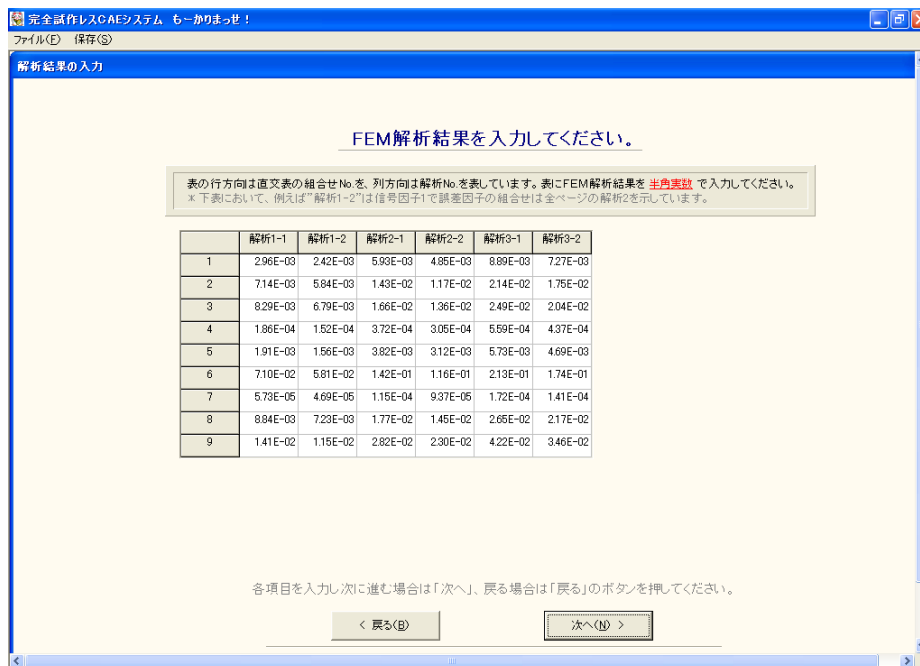 完全試作レスCAEシステム もーかりまっせ！
ファイル(F) 保存(S)
解析結果の入力
FEM解析結果を入力してください。
表の行方向は直交表の組合せNo.を、列方向は解析No.を表しています。表にFEM解析結果を 半角実数 で入力してください。
＊下表において、例えば"解析1-2"は信号因子1で誤差因子の組合せは全ページの解析2を示しています。
解析1-1 解析1-2 解析2-1 解析2-2 解析3-1 解析3-2
1 2.96E-03 2.42E-03 5.93E-03 4.85E-03 8.89E-03 7.27E-03
2 7.14E-03 5.84E-03 1.43E-02 1.17E-02 2.14E-02 1.75E-02
3 8.29E-03 6.79E-03 1.66E-02 1.36E-02 2.49E-02 2.04E-02
4 1.86E-04 1.52E-04 3.72E-04 3.05E-04 5.59E-04 4.37E-04
5 1.91E-03 1.56E-03 3.82E-03 3.12E-03 5.73E-03 4.69E-03
6 7.10E-02 5.81E-02 1.42E-01 1.16E-01 2.13E-01 1.74E-01
7 5.73E-05 4.69E-05 1.15E-04 9.37E-05 1.72E-04 1.41E-04
8 8.84E-03 7.23E-03 1.77E-02 1.45E-02 2.65E-02 2.17E-02
9 1.41E-02 1.15E-02 2.82E-02 2.30E-02 4.22E-02 3.46E-02
各項目を入力し次に進む場合は「次へ」、戻る場合は「戻る」のボタンを押してください。
< 戻る(B) 次へ(N) >